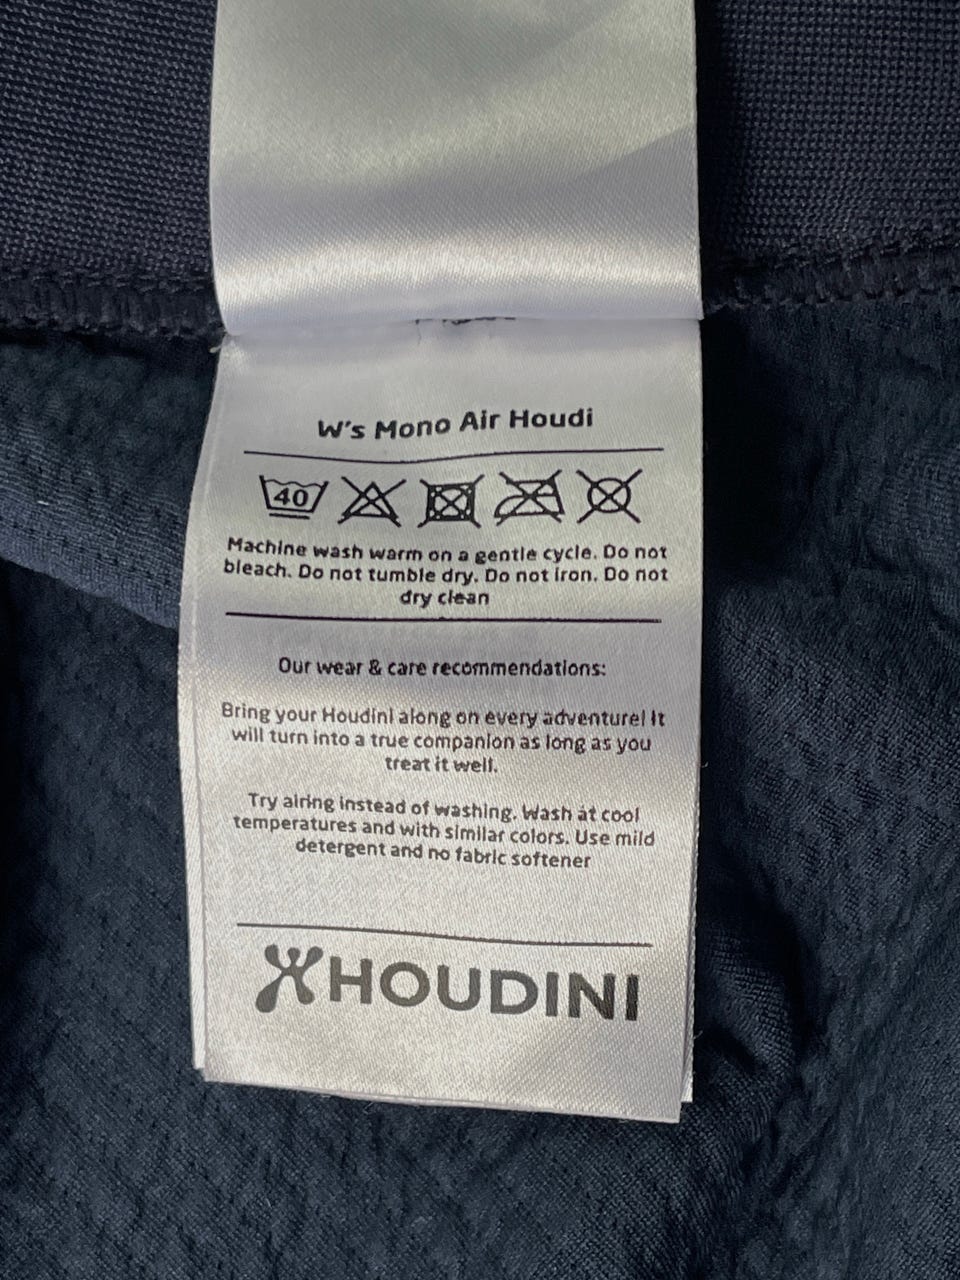 W's Mono Air Houdi
40
Machine wash warm on a gentle cycle. Do not
bleach. Do not tumble dry. Do not iron. Do not
dry clean
Our wear & care recommendations:
Bring your Houdini along on every adventure! It
will turn into a true companion as long as you
treat it well.
Try airing instead of washing. Wash at cool
temperatures and with similar colors. Use mild
detergent and no fabric softener
HOUDINI